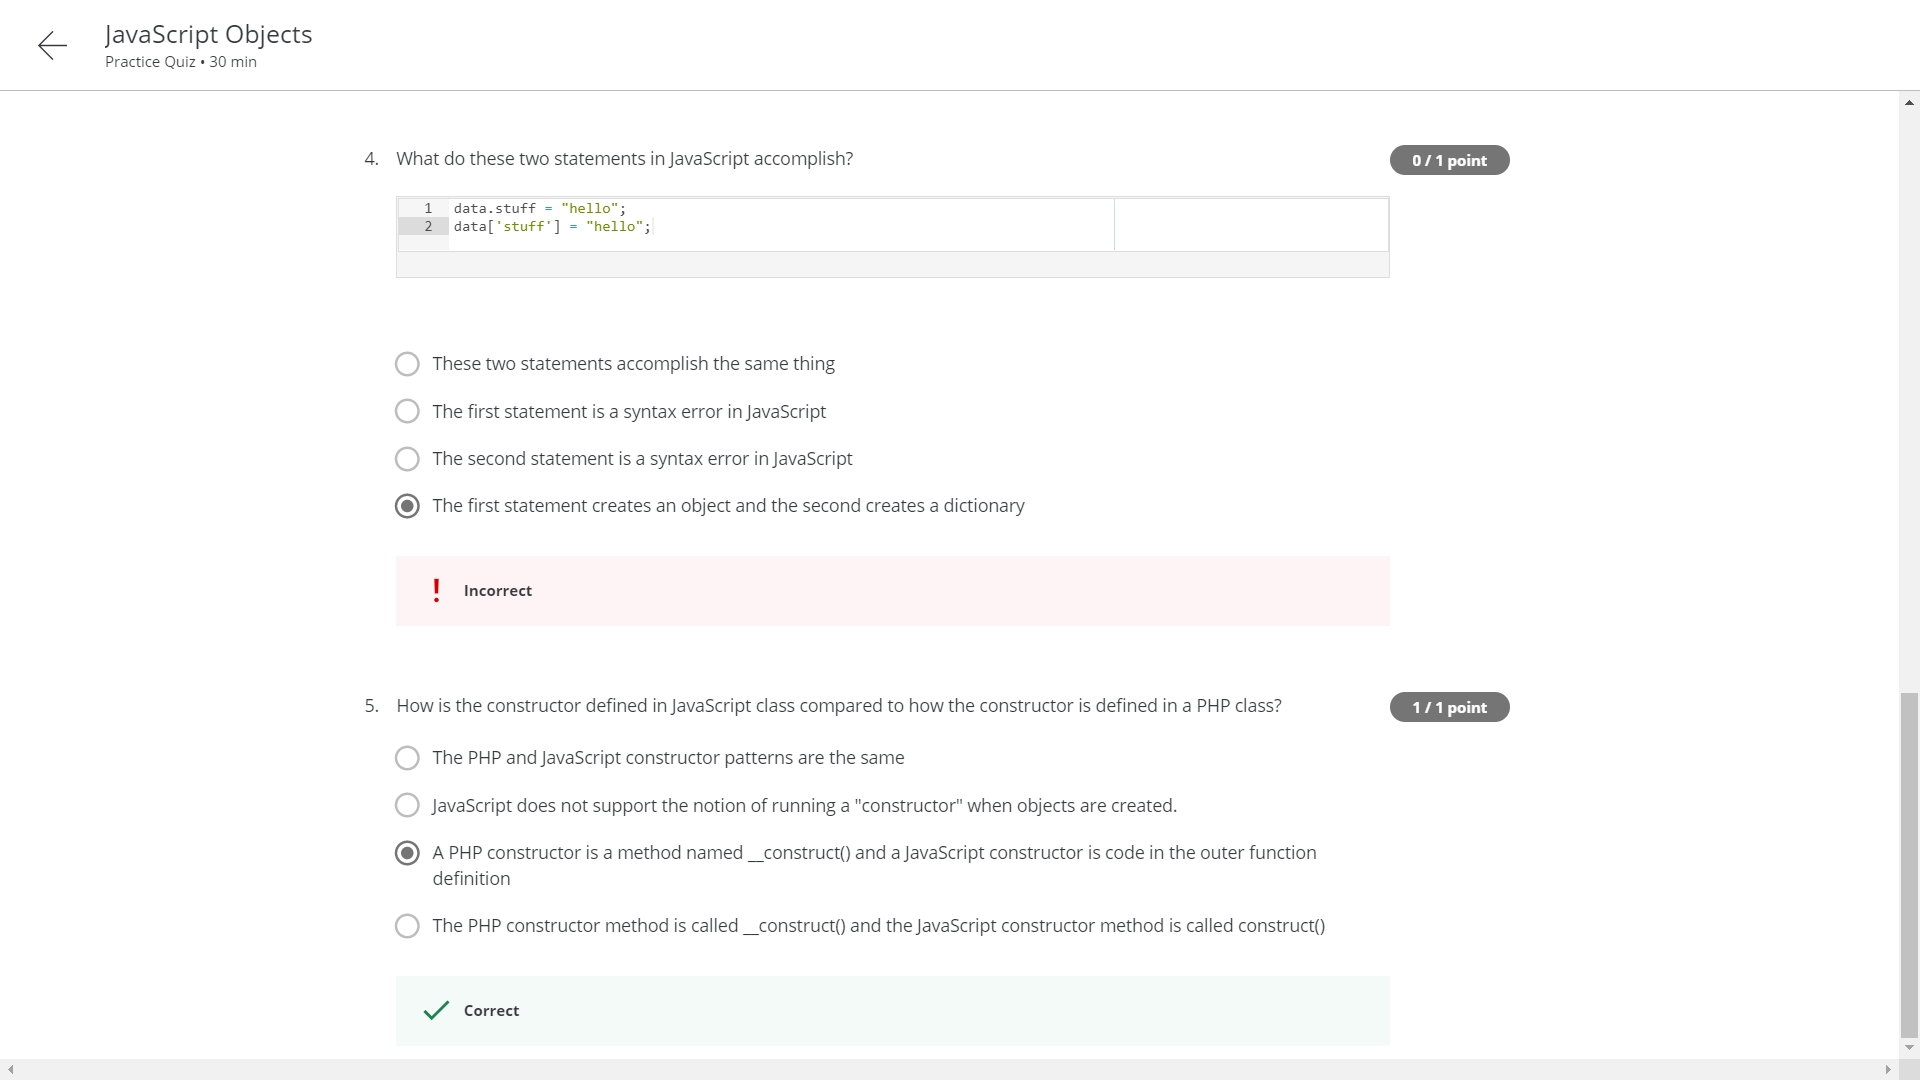 JavaScript Objects
Practice Quiz • 30 min
4. What do these two statements in JavaScript accomplish?
0 / 1 point
1 data.stuff = "hello";
2 data['stuff'] = "hello";
These two statements accomplish the same thing
The first statement is a syntax error in JavaScript
The second statement is a syntax error in JavaScript
The first statement creates an object and the second creates a dictionary
! Incorrect
5. How is the constructor defined in JavaScript class compared to how the constructor is defined in a PHP class?
1 / 1 point
The PHP and JavaScript constructor patterns are the same
JavaScript does not support the notion of running a "constructor" when objects are created.
A PHP constructor is a method named __construct() and a JavaScript constructor is code in the outer function
definition
The PHP constructor method is called __construct() and the JavaScript constructor method is called construct()
Correct